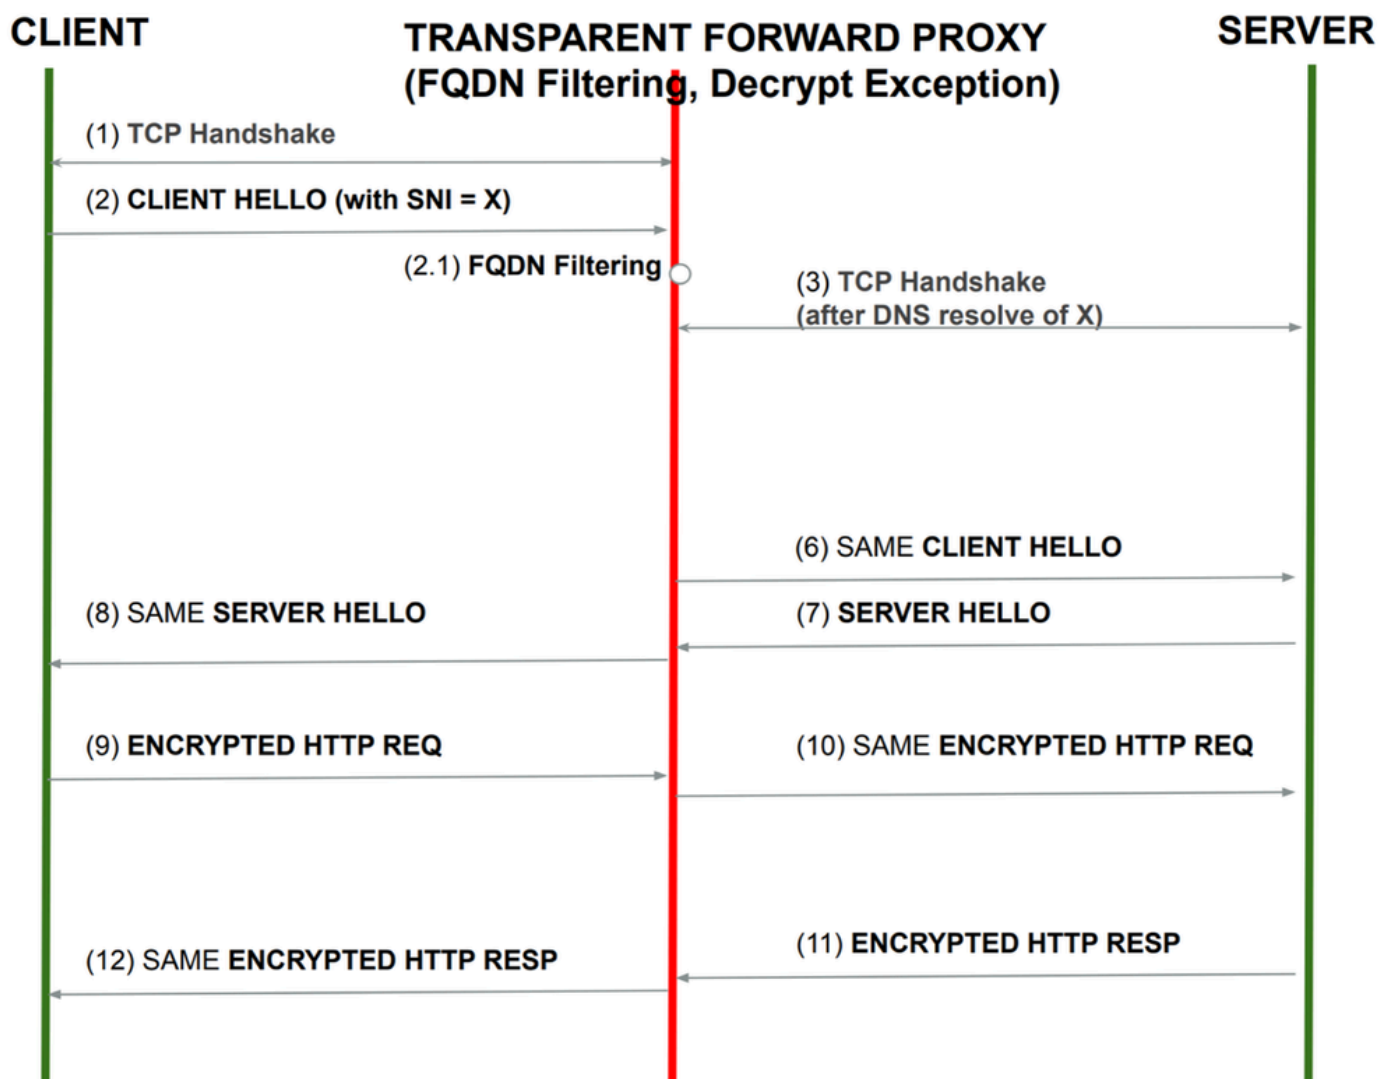 CLIENT
TRANSPARENT FORWARD PROXY
(FQDN Filtering, Decrypt Exception)
SERVER
(1) TCP Handshake
(2) CLIENT HELLO (with SNI = X)
(2.1) FQDN Filtering
(3) TCP Handshake
(after DNS resolve of X)
(6) SAME CLIENT HELLO
(8) SAME SERVER HELLO
(7) SERVER HELLO
(9) ENCRYPTED HTTP REQ
(10) SAME ENCRYPTED HTTP REQ
(11) ENCRYPTED HTTP RESP
(12) SAME ENCRYPTED HTTP RESP